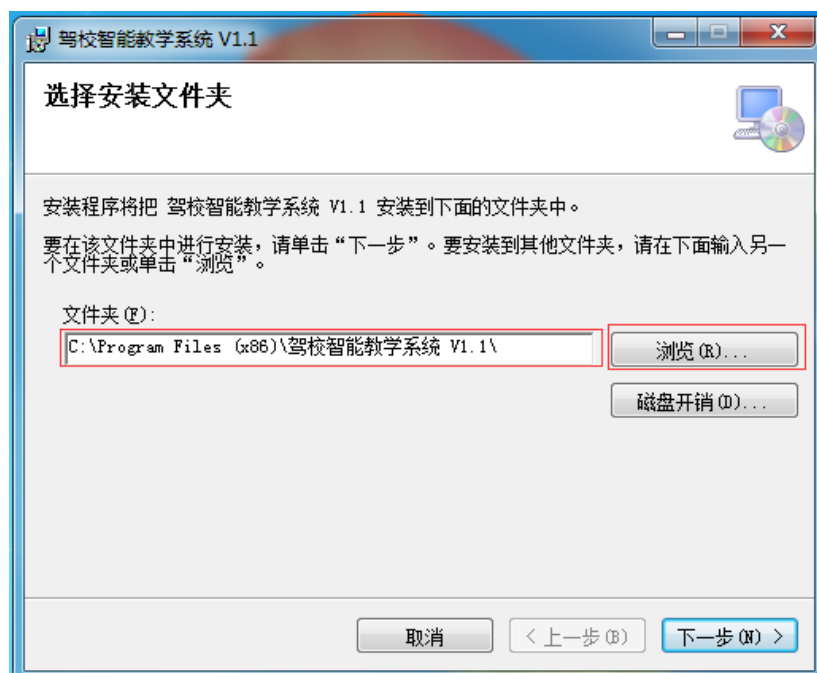 驾校智能教学系统 V1.1
选择安装文件夹
安装程序将把 驾校智能教学系统 V1.1 安装到下面的文件夹中。
要在该文件夹中进行安装，请单击“下一步”。要安装到其他文件夹，请在下面输入另一
个文件夹或单击“浏览”。
文件夹(F):
C:\Program Files (x86)\驾校智能教学系统 V1.1\
浏览(R)...
磁盘开销(D)...
取消
< 上一步(B)
下一步(N) >